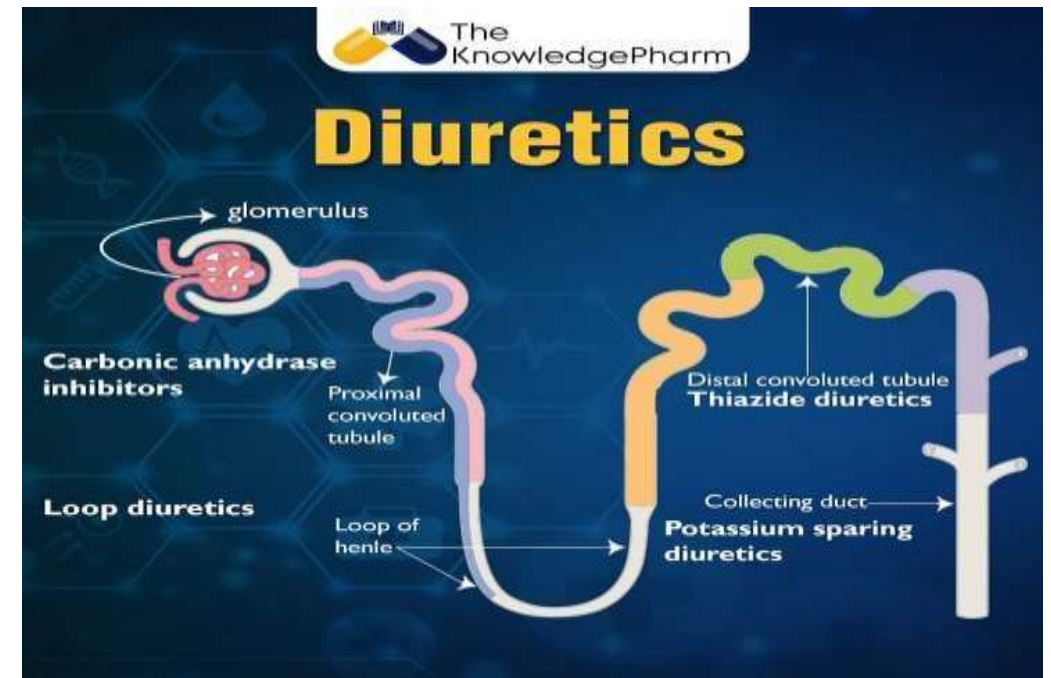 The
KnowledgePharm
Diuretics
glomerulus
Carbonic anhydrase
inhibitors
Proximal
convoluted
tubule
Distal convoluted tubule
Thiazide diuretics
Loop diuretics
Loop of
henle
Collecting duct
Potassium sparing
diuretics